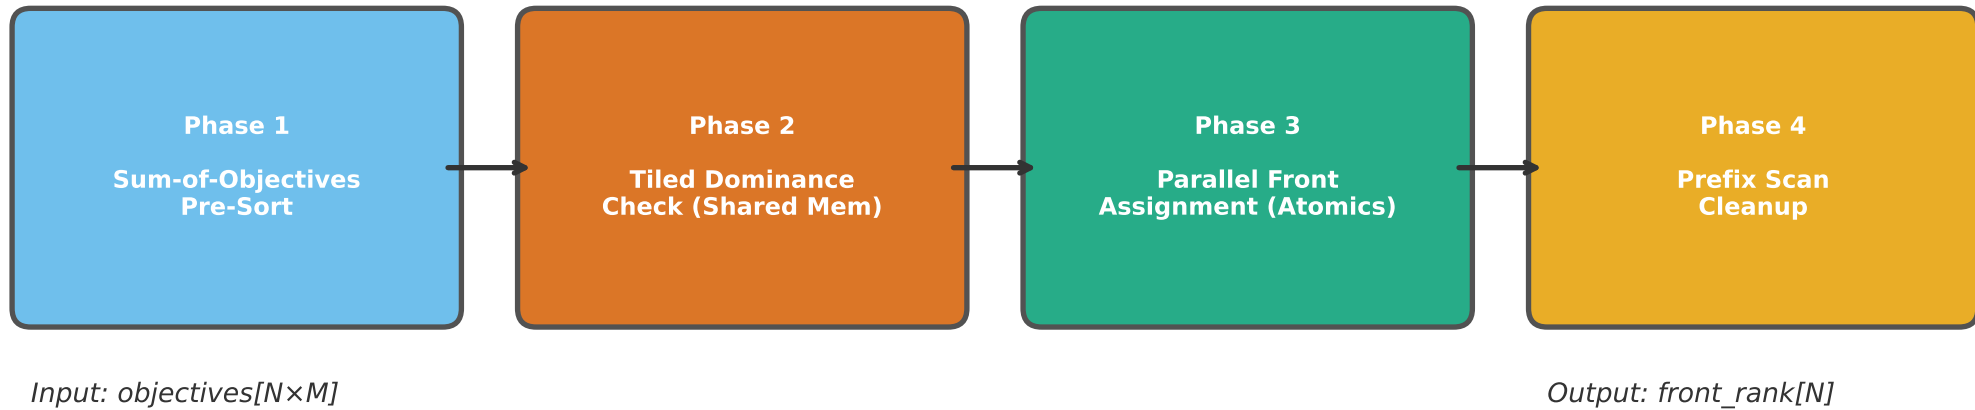 Phase 1
Sum-of-Objectives
Pre-Sort
Phase 2
Tiled Dominance
Check (Shared Mem)
Phase 3
Parallel Front
Assignment (Atomics)
Phase 4
Prefix Scan
Cleanup
Input: objectives[N×M]
Output: front_rank[N]